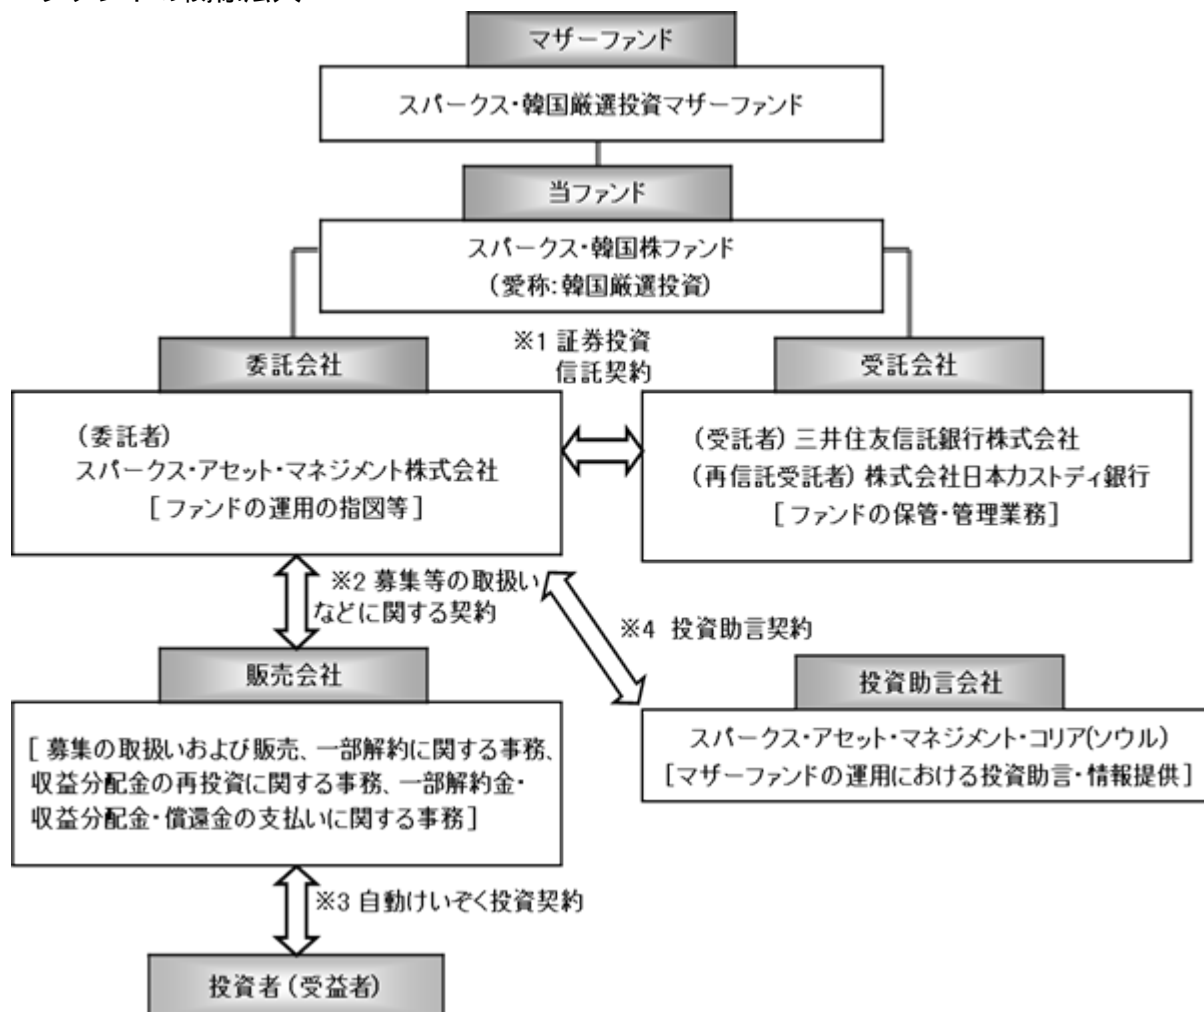 マザーファンド
スパークス・韓国厳選投資マザーファンド
当ファンド
スパークス・韓国株ファンド
(愛称:韓国厳選投資)
※1 証券投資
信託契約
委託会社
(委託者)
スパークス・アセット・マネジメント株式会社
[ファンドの運用の指図等]
受託会社
(受託者) 三井住友信託銀行株式会社
(再信託受託者) 株式会社日本カストディ銀行
[ファンドの保管・管理業務]
※2 募集等の取扱い
などに関する契約
※4 投資助言契約
販売会社
[募集の取扱いおよび販売、一部解約に関する事務、
収益分配金の再投資に関する事務、一部解約金・
収益分配金・償還金の支払いに関する事務]
投資助言会社
スパークス・アセット・マネジメント・コリア(ソウル)
[マザーファンドの運用における投資助言・情報提供]
※3 自動けいぞく投資契約
投資者(受益者)